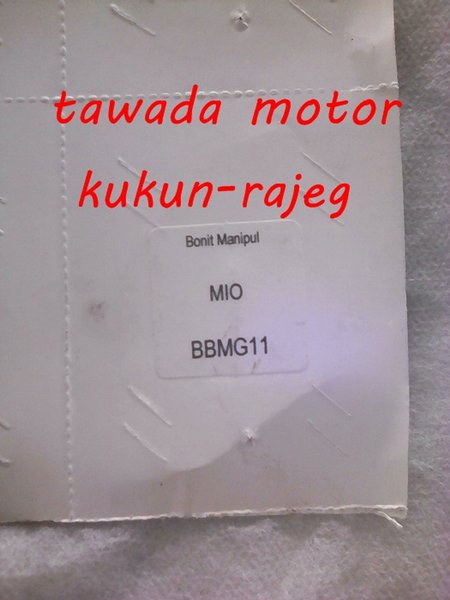 tawada motor
kukun-rajeg
Bonit Manipul
MIO
BBMG11